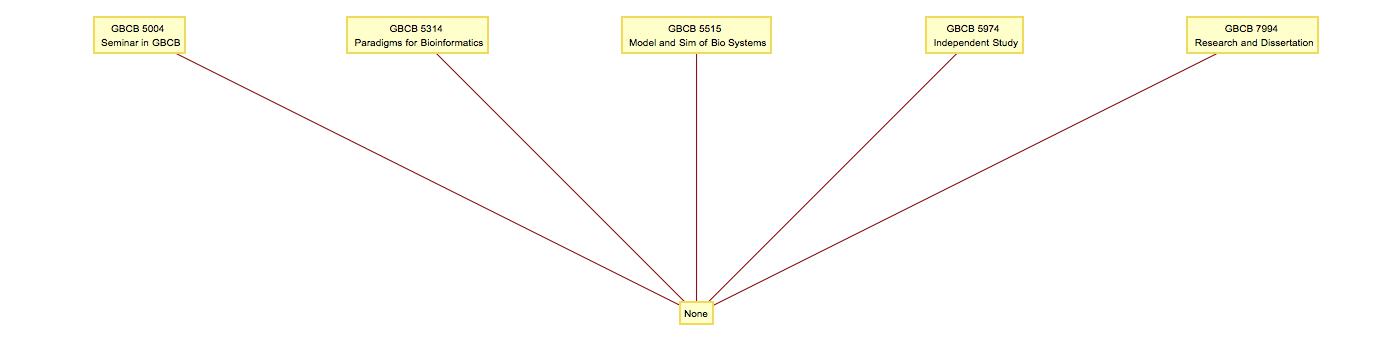 GBCB 5004
Seminar in GBCB
GBCB 5314
Paradigms for Bioinformatics
GBCB 5515
Model and Sim of Bio Systems
GBCB 5974
Independent Study
GBCB 7994
Research and Dissertation
None